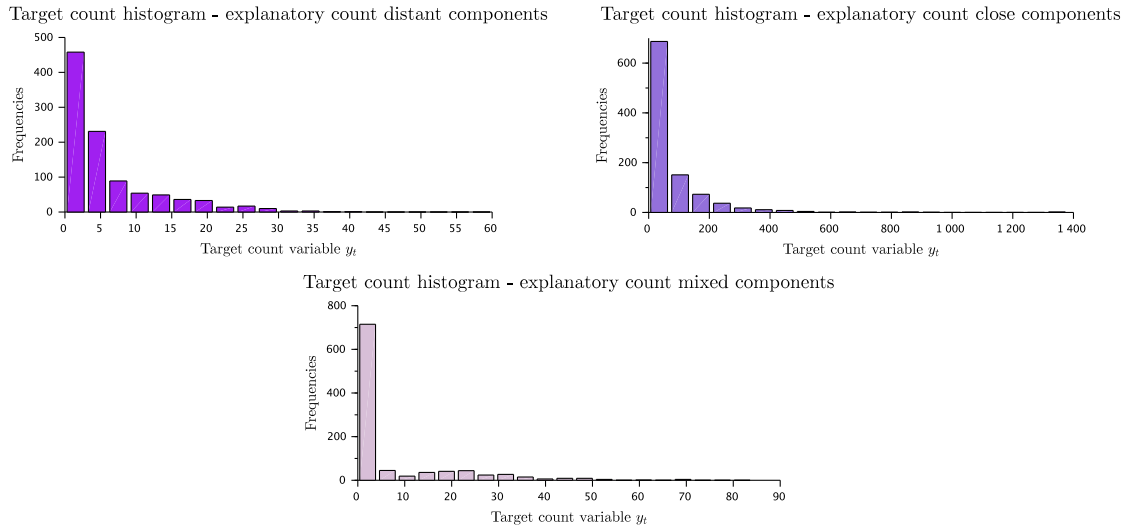 Target count histogram - explanatory count distant components
500
400
300
200
100
0
Frequencies
0 5 10 15 20 25 30 35 40 45 50 55 60
Target count variable yₜ
Target count histogram - explanatory count close components
600
400
200
0
Frequencies
0 200 400 600 800 1 000 1 200 1 400
Target count variable yₜ
Target count histogram - explanatory count mixed components
800
600
400
200
0
Frequencies
0 10 20 30 40 50 60 70 80 90
Target count variable yₜ